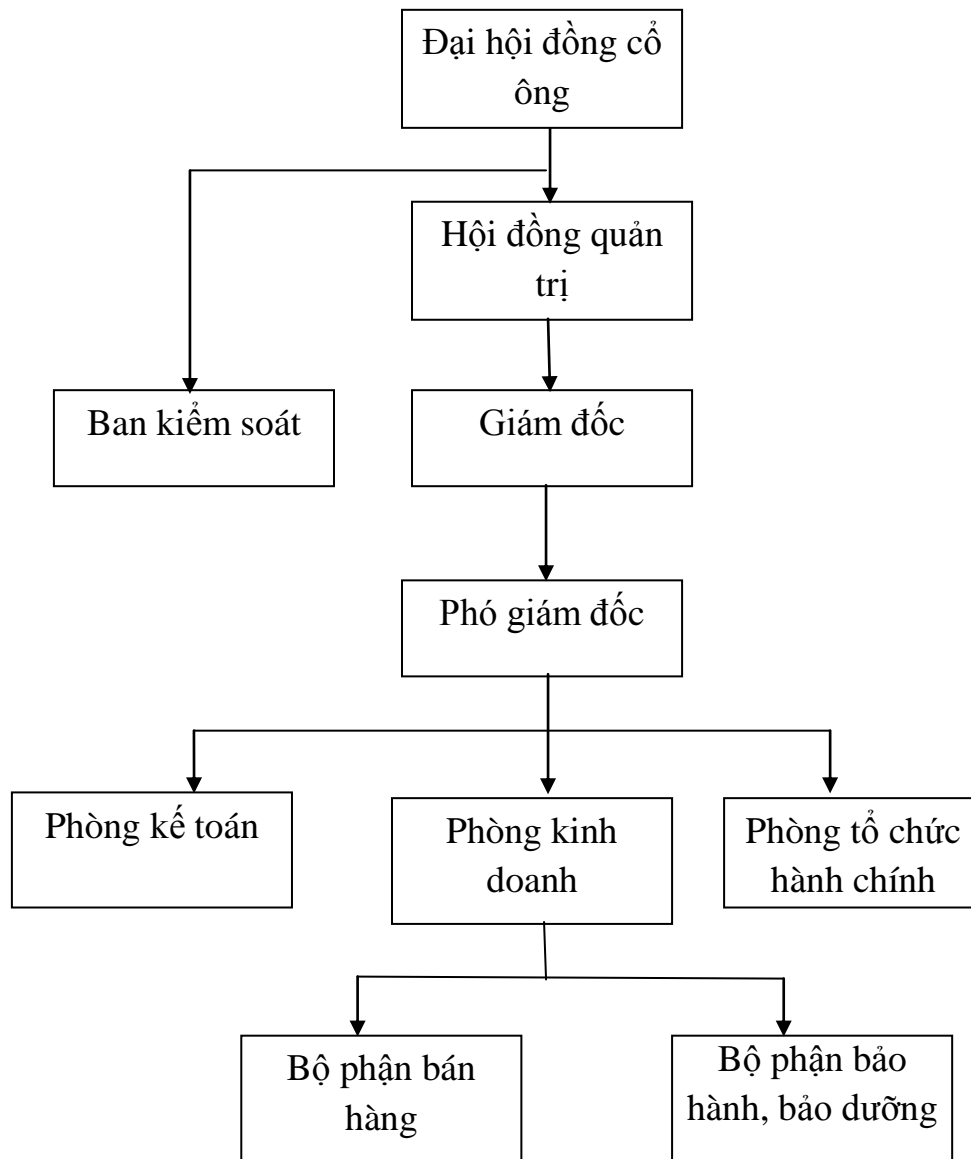 Đại hội đồng cổ
ông
Hội đồng quản
trị
Ban kiểm soát
Giám đốc
Phó giám đốc
Phòng kế toán
Phòng kinh
doanh
Phòng tổ chức
hành chính
Bộ phận bán
hàng
Bộ phận bảo
hành, bảo dưỡng